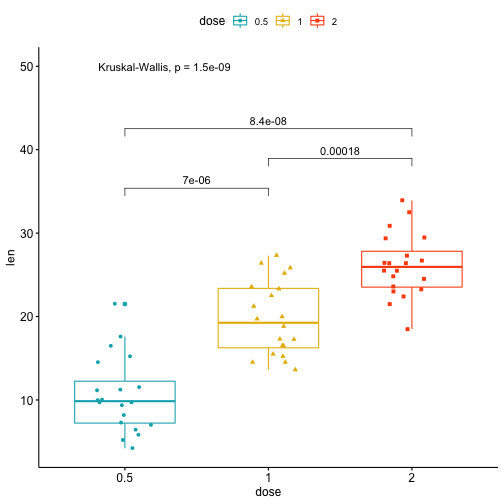 dose 0.5 1 2
50
Kruskal-Wallis, p = 1.5e-09
8.4e-08
40
0.00018
7e-06
30
len
20
10
0.5 1 2
dose